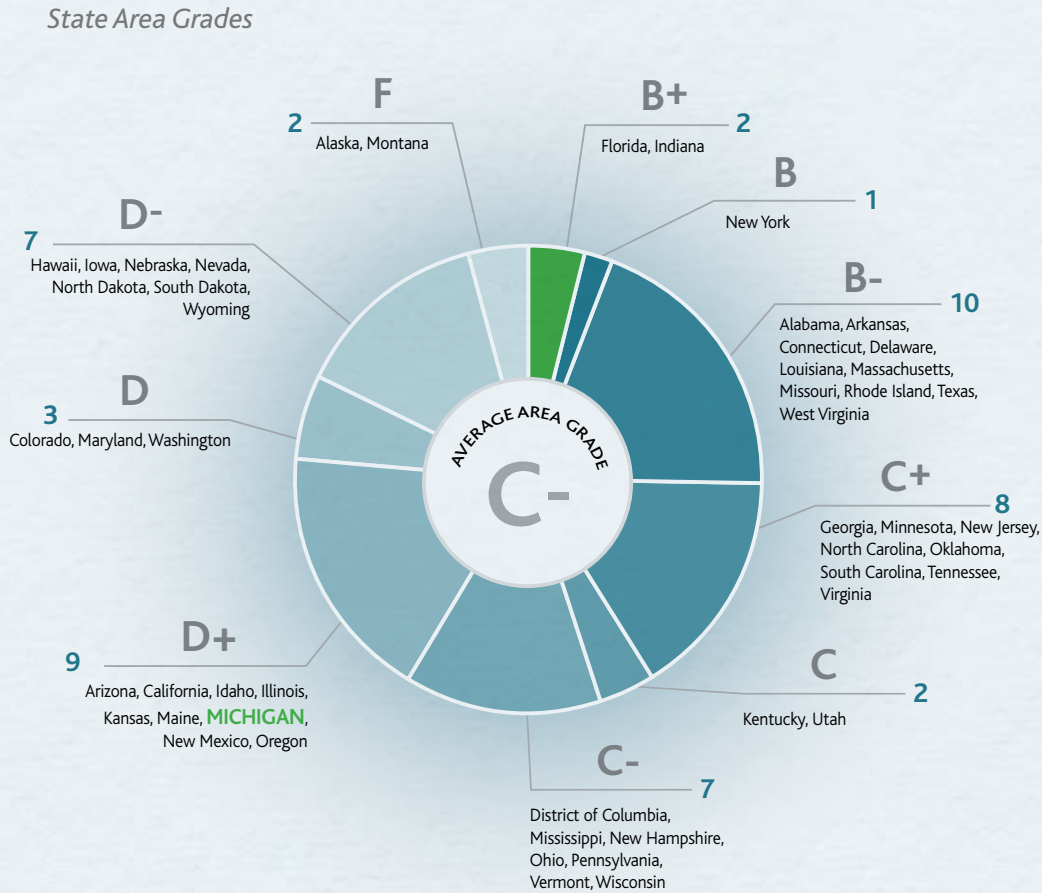 State Area Grades
F
2
Alaska, Montana
B+
2
Florida, Indiana
B
1
New York
B-
10
Alabama, Arkansas,
Connecticut, Delaware,
Louisiana, Massachusetts,
Missouri, Rhode Island, Texas,
West Virginia
C+
8
Georgia, Minnesota, New Jersey,
North Carolina, Oklahoma,
South Carolina, Tennessee,
Virginia
C
2
Kentucky, Utah
C-
7
District of Columbia,
Mississippi, New Hampshire,
Ohio, Pennsylvania,
Vermont, Wisconsin
D+
9
Arizona, California, Idaho, Illinois,
Kansas, Maine, MICHIGAN,
New Mexico, Oregon
D
3
Colorado, Maryland, Washington
D-
7
Hawaii, Iowa, Nebraska, Nevada,
North Dakota, South Dakota,
Wyoming
AVERAGE AREA GRADE
C-